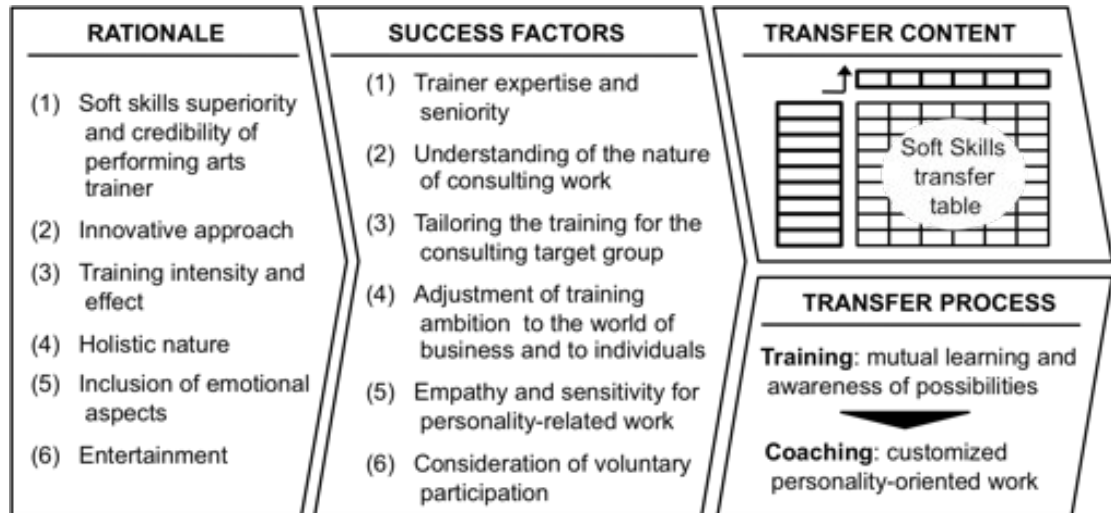 RATIONALE
(1) Soft skills superiority
and credibility of
performing arts
trainer
(2) Innovative approach
(3) Training intensity and
effect
(4) Holistic nature
(5) Inclusion of emotional
aspects
(6) Entertainment
SUCCESS FACTORS
(1) Trainer expertise and
seniority
(2) Understanding of the nature
of consulting work
(3) Tailoring the training for the
consulting target group
(4) Adjustment of training
ambition to the world of
business and to individuals
(5) Empathy and sensitivity for
personality-related work
(6) Consideration of voluntary
participation
TRANSFER CONTENT
Soft Skills
transfer
table
TRANSFER PROCESS
Training: mutual learning and
awareness of possibilities
Coaching: customized
personality-oriented work